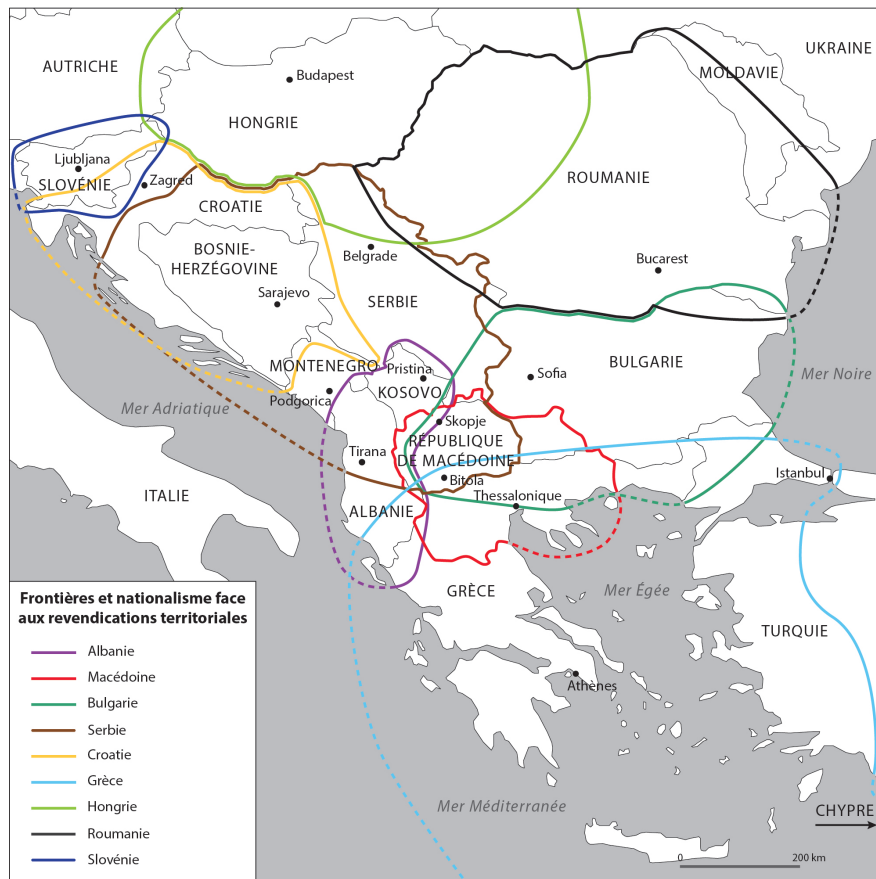 UKRAINE
AUTRICHE
MOLDAVIE
Budapest
HONGRIE
Ljubljana
SLOVÉNIE
Zagred
ROUMANIE
CROATIE
BOSNIE-
HERZÉGOVINE
Belgrade
Bucarest
Sarajevo
SERBIE
MONTENEGRO
Pristina
Sofia
BULGARIE
Mer Noire
KOSOVO
Podgorica
Mer Adriatique
Skopje
RÉPUBLIQUE
DE MACÉDOINE
Tirana
Bitola
Istanbul
ITALIE
Thessalonique
ALBANIE
GRÈCE
Mer Égée
TURQUIE
Athènes
Mer Méditerranée
CHYPRE
0 200 km
Frontières et nationalisme face
aux revendications territoriales
Albanie
Macédoine
Bulgarie
Serbie
Croatie
Grèce
Hongrie
Roumanie
Slovénie